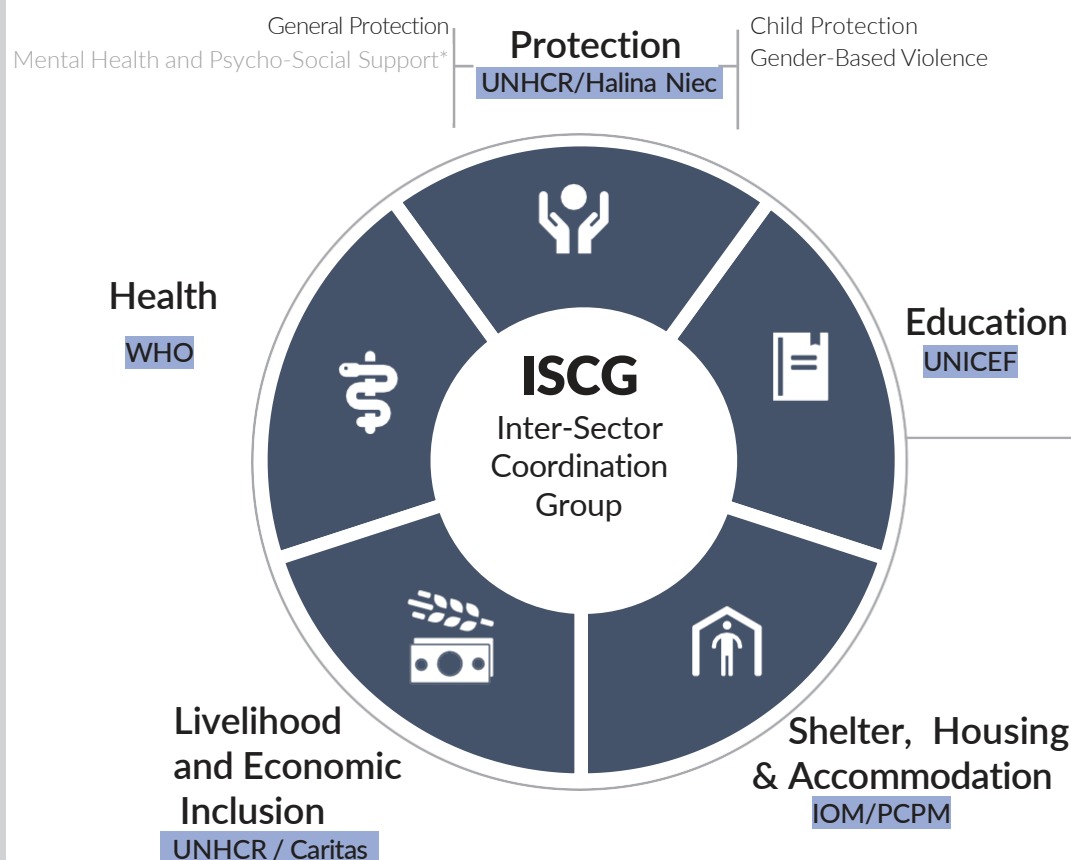 General Protection
Mental Health and Psycho-Social Support*
Protection
UNHCR/Halina Niec
Child Protection
Gender-Based Violence
Health
WHO
Education
UNICEF
ISCG
Inter-Sector
Coordination
Group
Livelihood
and Economic
Inclusion
UNHCR / Caritas
Shelter, Housing
& Accommodation
IOM/PCPM